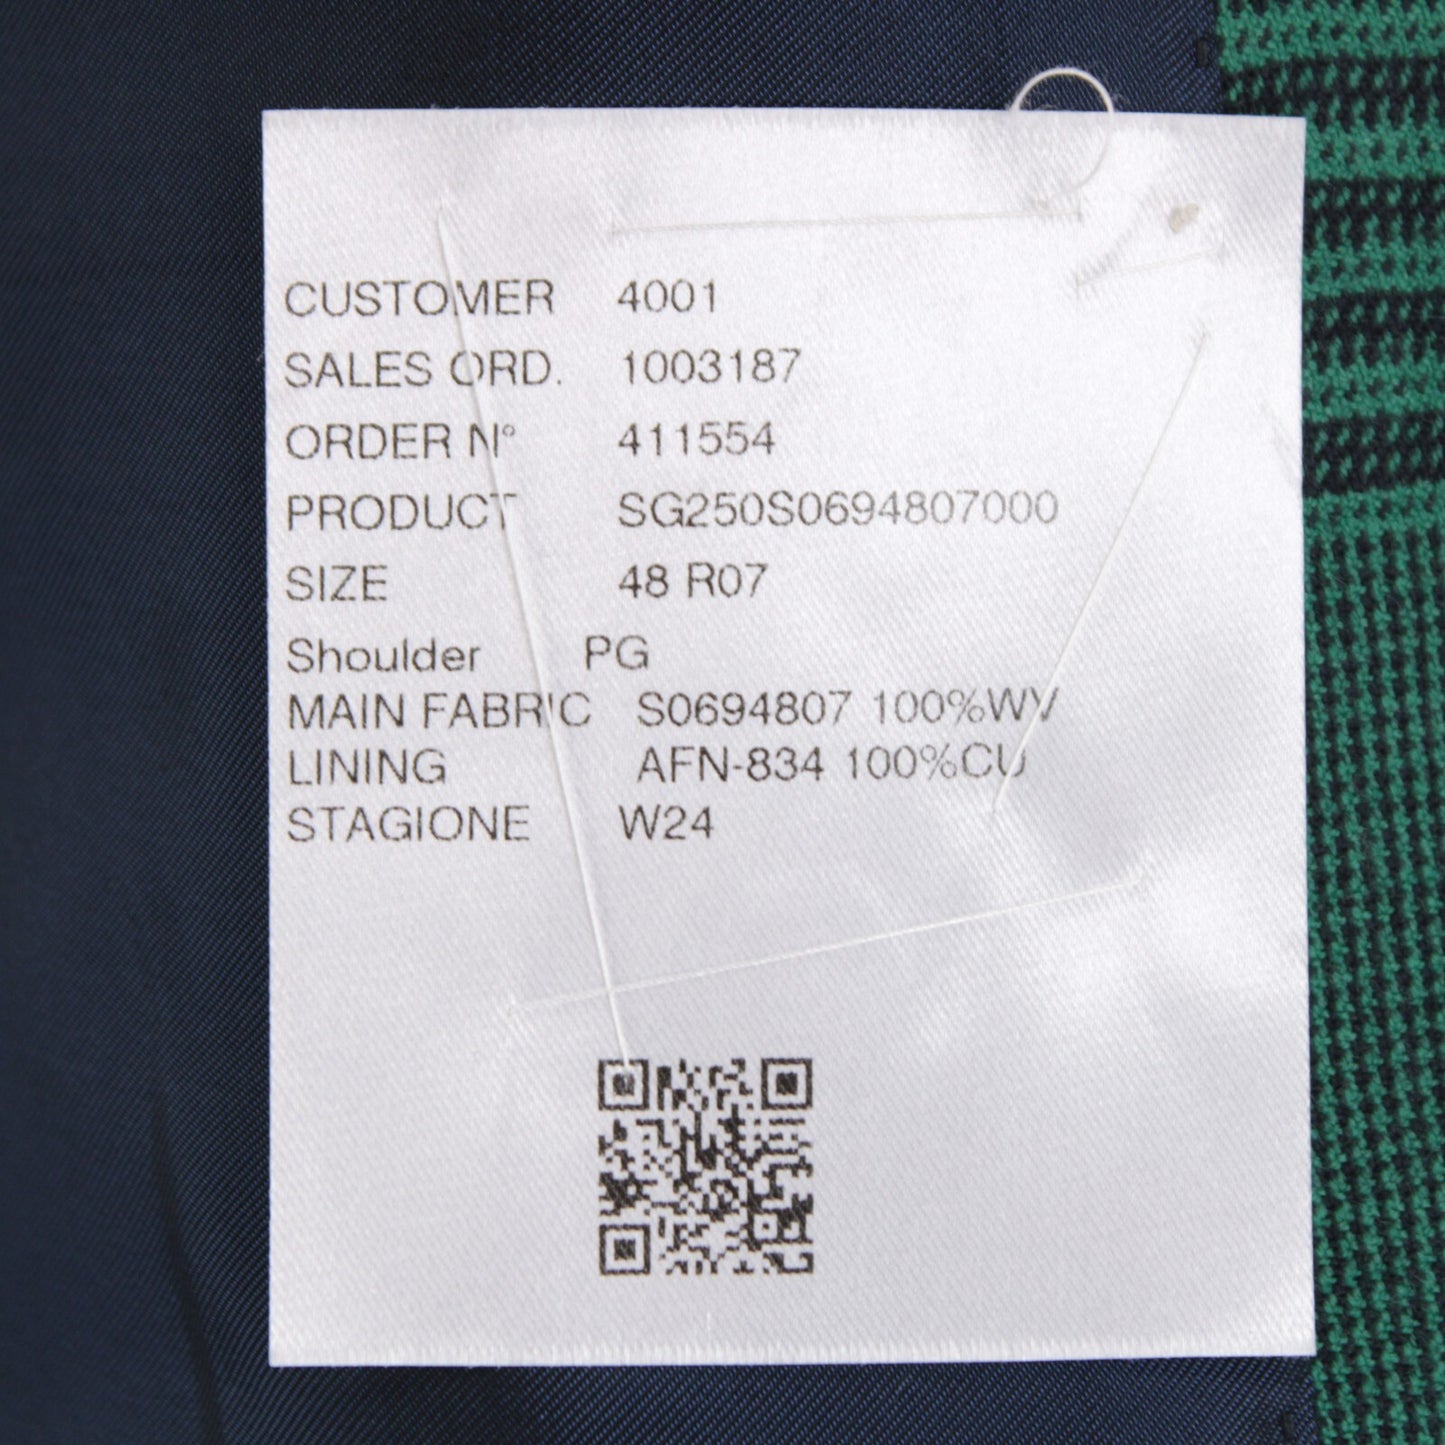 CUSTOMER 4001
SALES ORD. 1003187
ORDER N° 411554
PRODUCT SG250S0694807000
SIZE 48 R07
Shoulder PG
MAIN FABRIC S0694807 100%WV
LINING AFN-834 100%CU
STAGIONE W24